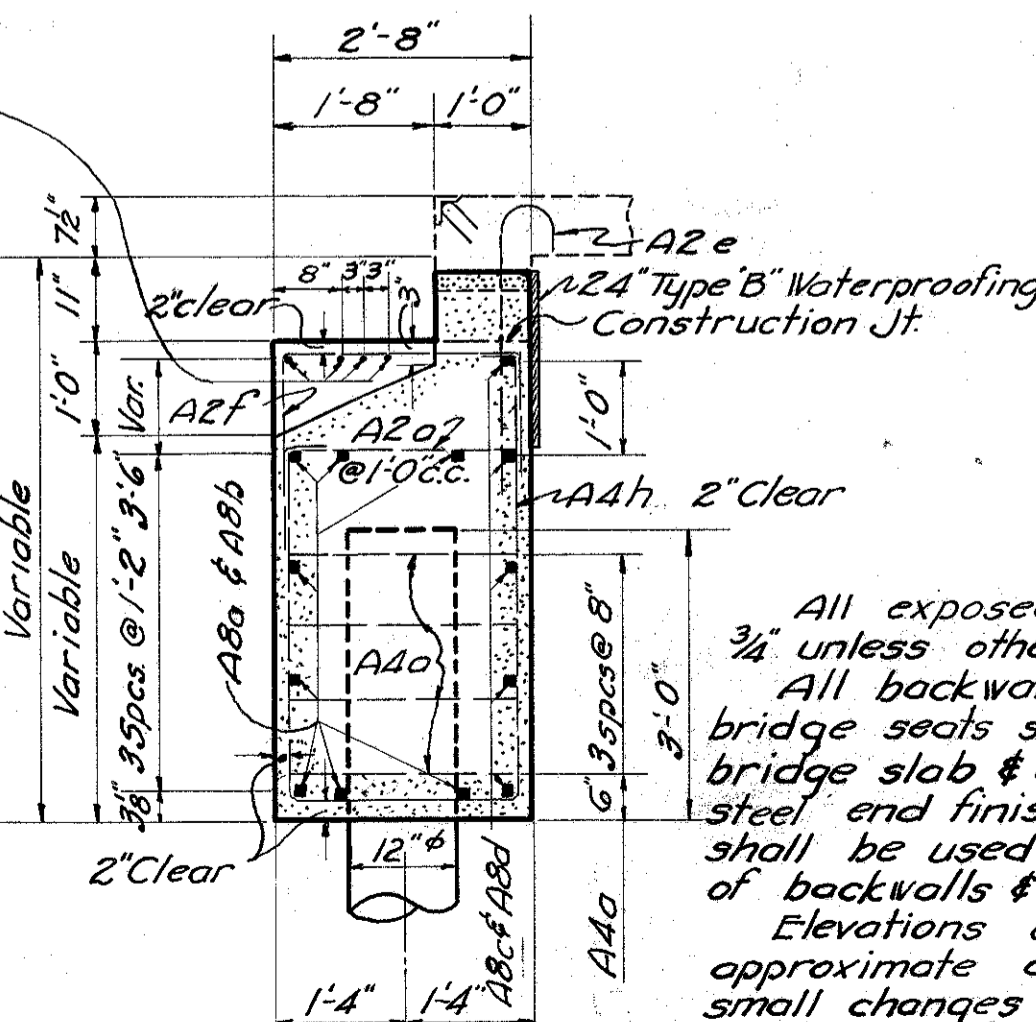 2'-8"
1'-8" 1'-0"
7½"
11"
1'-0"
Var.
Variable
Variable
3 Spcs. @ 1'-2" 3'-6"
3⅛"
8" 3" 3"
3"
2"clear
A2e
24" Type "B" Waterproofing
Construction Jt.
A2f
A2a
@1'-0"c.c.
1'-0"
A4h 2"Clear
A8a & A8b
A4a
3 spcs @ 8"
6"
3'-0"
2"Clear
12"φ
A8c & A8d
A4a
1'-4" 1'-4"
All expose
¾" unless othe
All backwa
bridge seats s
bridge slab &
steel end finis
shall be used
of backwalls &
Elevations
approximate
small changes